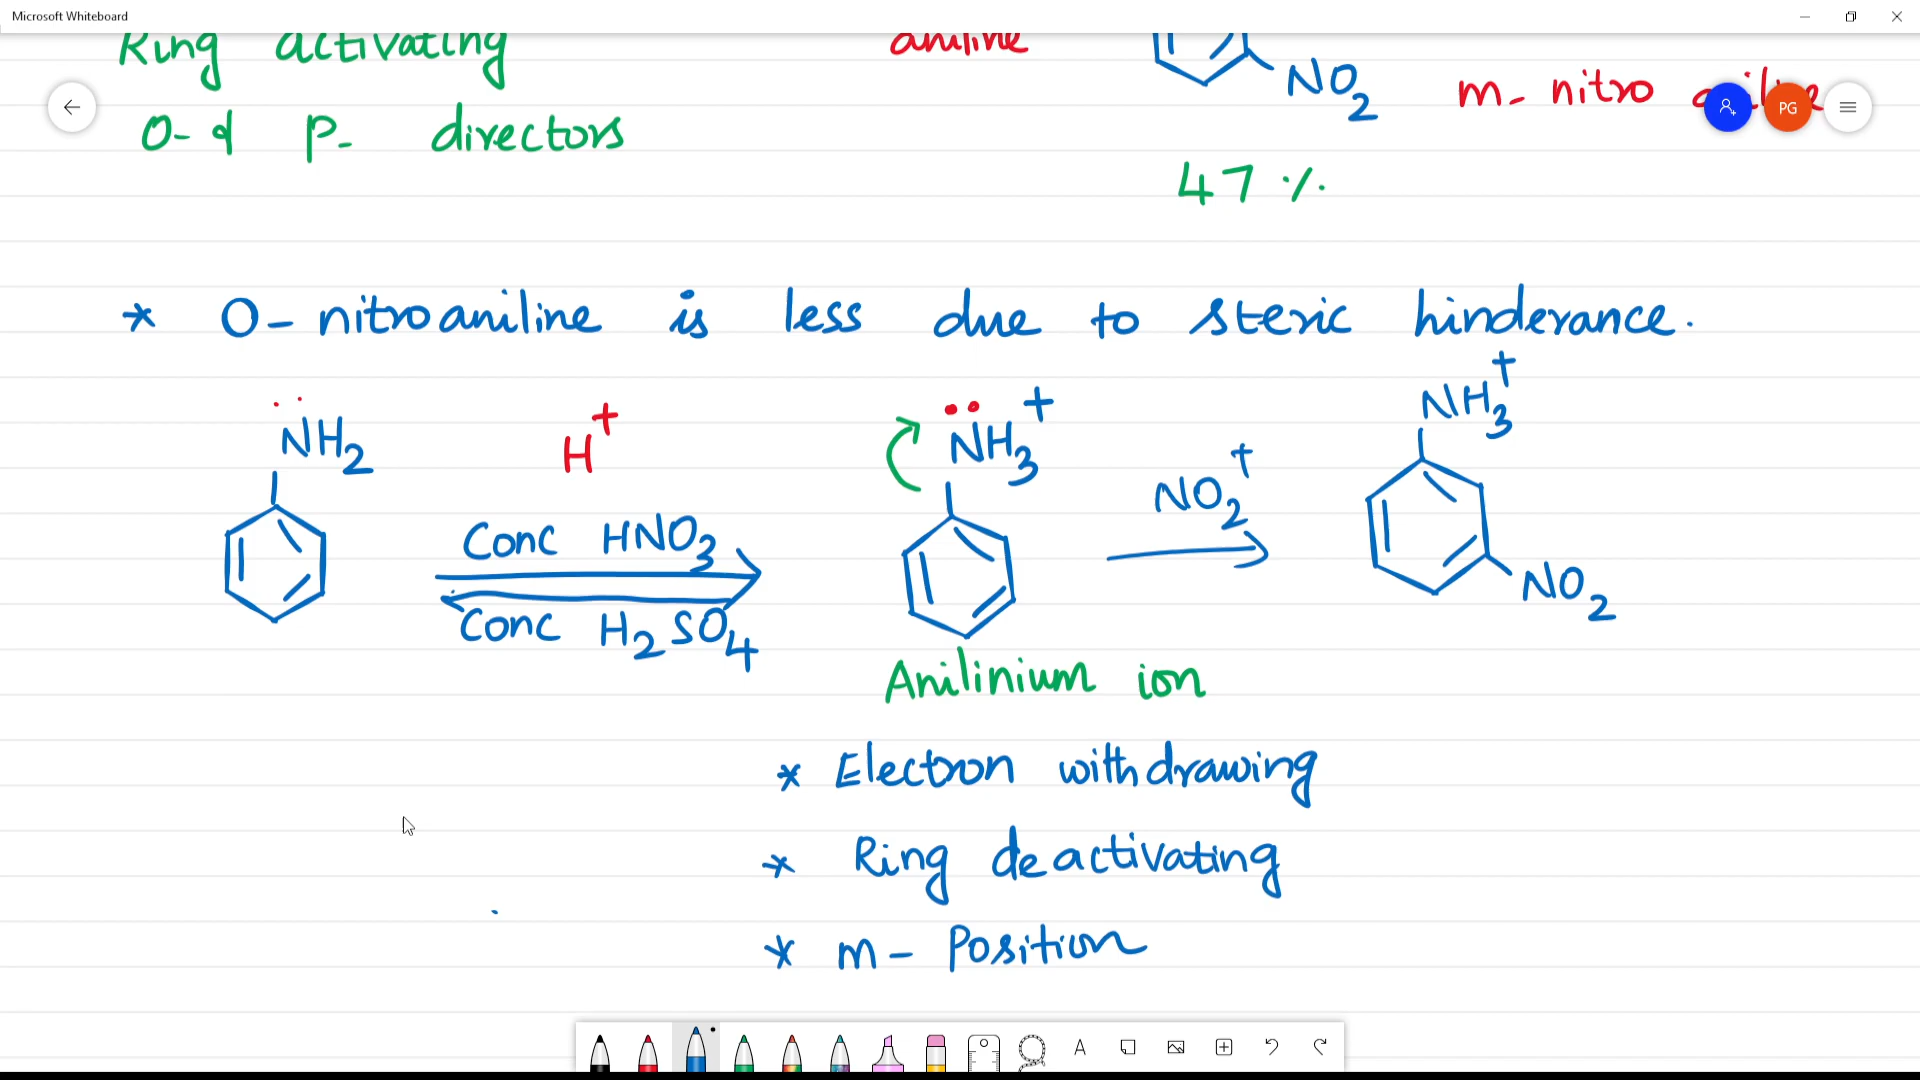 Microsoft Whiteboard
Ring activating
aniline
NO2
m- nitro
PG
O- & p- directors
47 %
* O- nitroaniline is less due to steric hinderance.
NH2
H+
NH3+
NO2+
NH3+
Conc HNO3
Conc H2SO4
NO2
Anilinium ion
* Electron withdrawing
* Ring deactivating
* m- Position
A